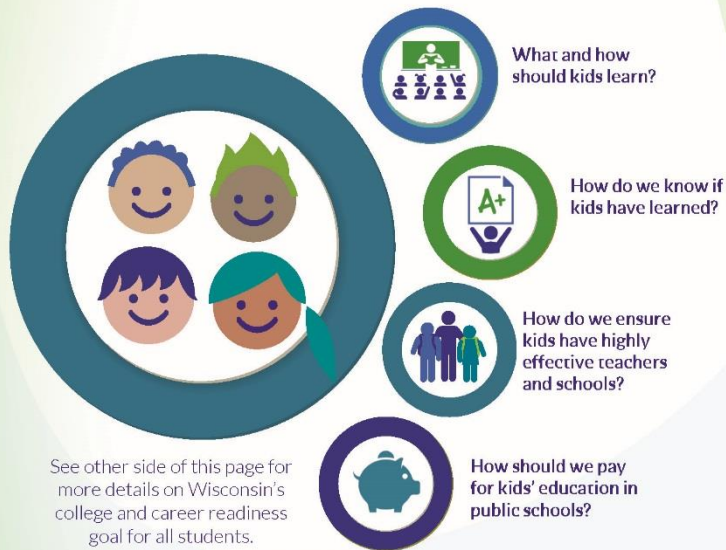 What and how
should kids learn?
A+
How do we know if
kids have learned?
How do we ensure
kids have highly
effective teachers
and schools?
How should we pay
for kids' education in
public schools?
See other side of this page for
more details on Wisconsin's
college and career readiness
goal for all students.